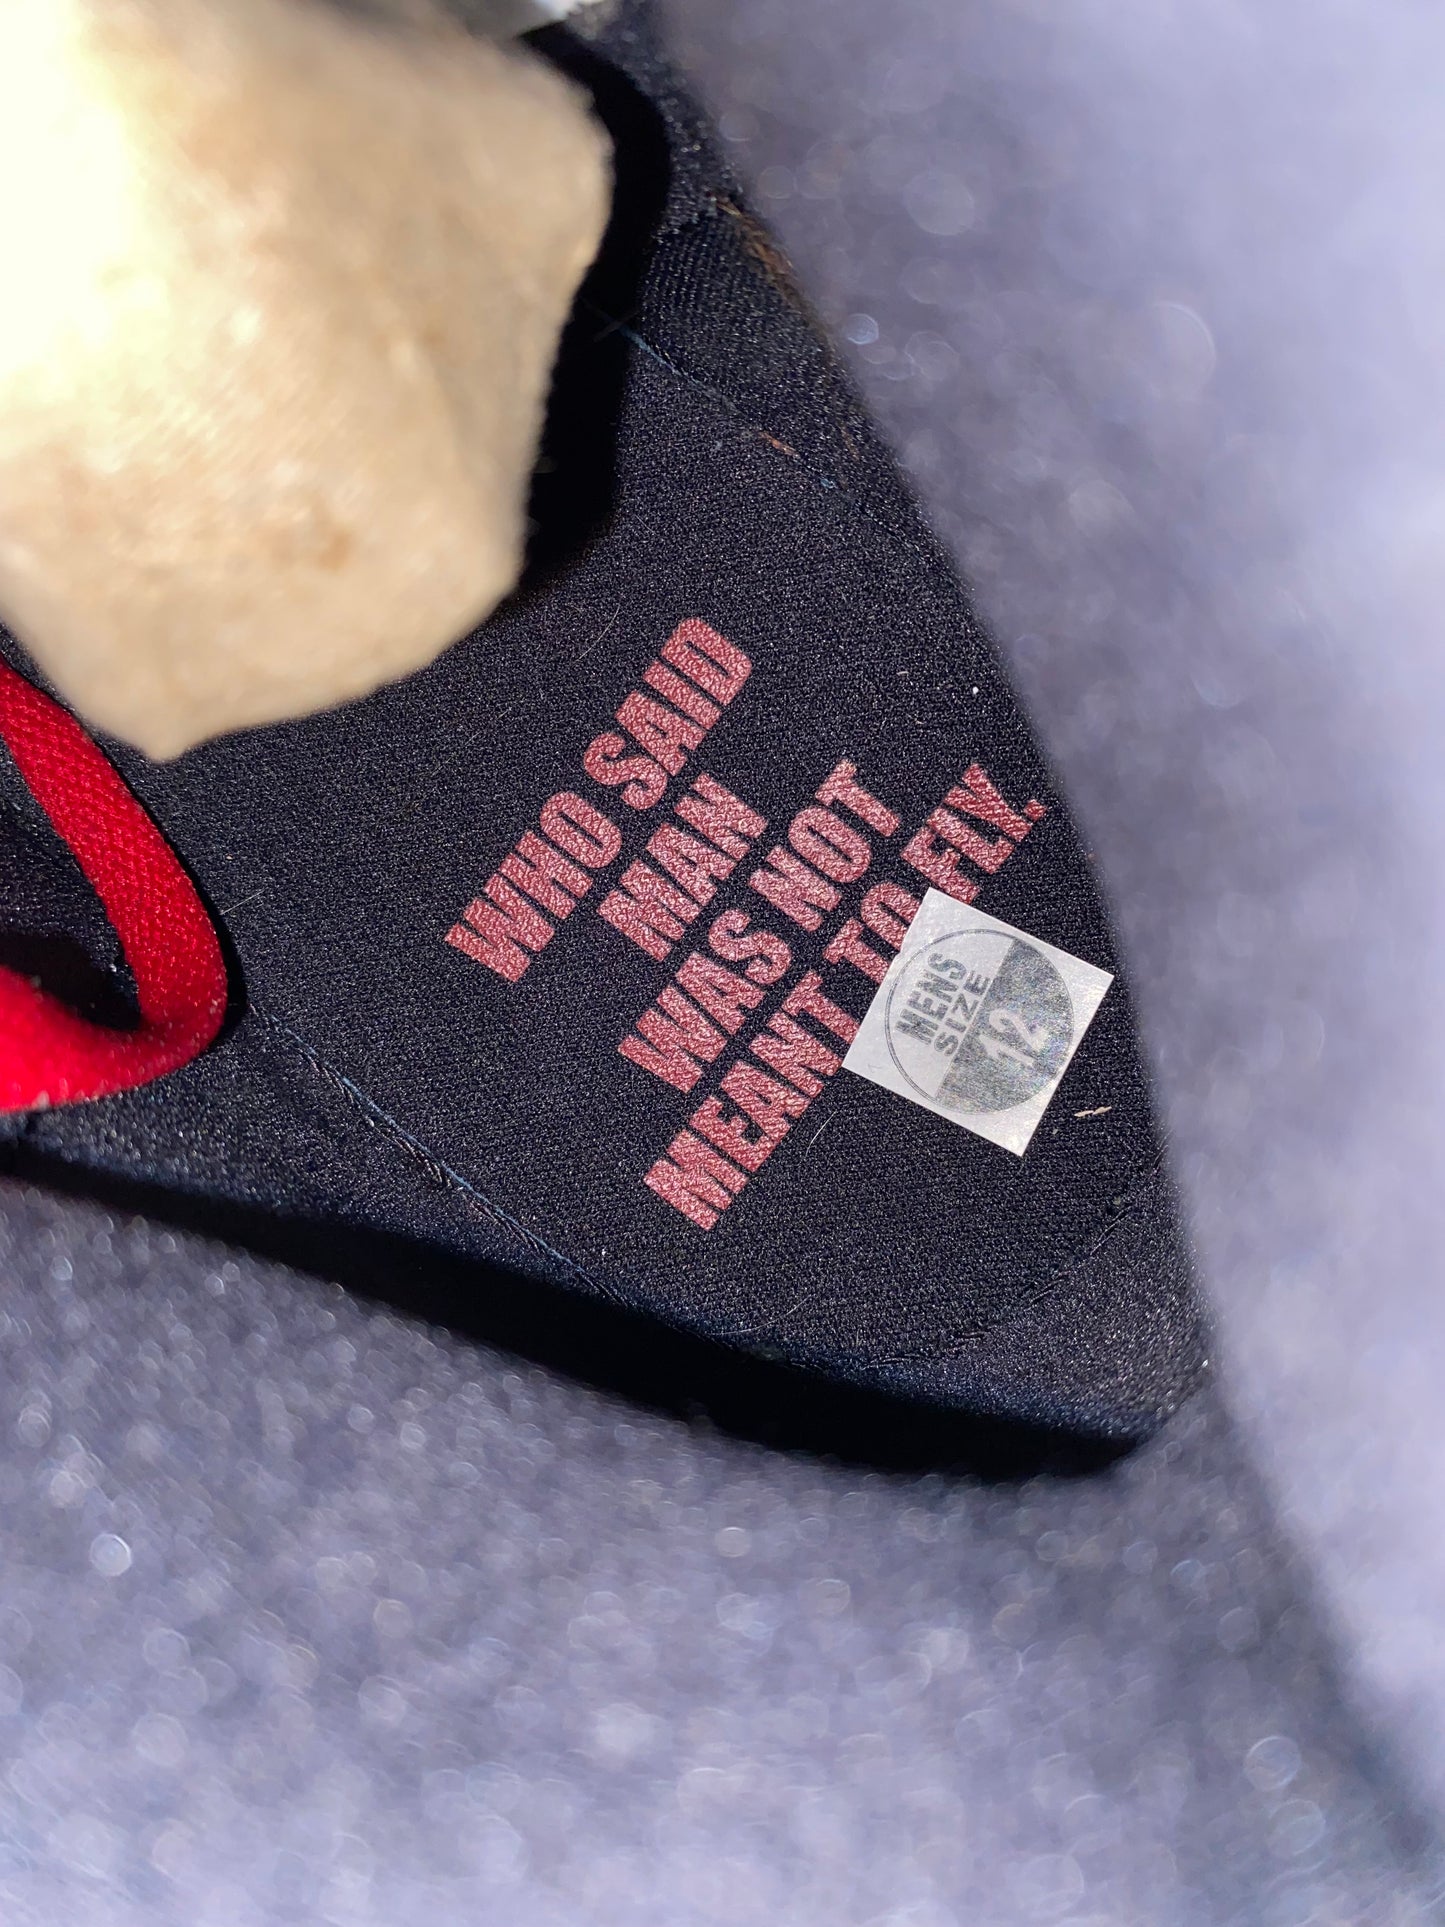 WHO SAID
MAN
WAS NOT
MEANT TO FLY.
MENS
SIZE
12